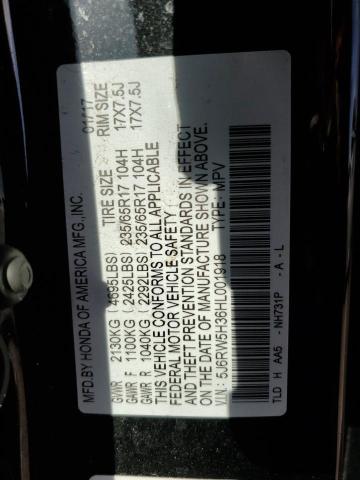 MFD.BY HONDA OF AMERICA MFG.,INC. 01/17
TIRE SIZE RIM SIZE
GVWR 2130KG (4695LBS)
GAWR F 1100KG (2425LBS) 235/65R17 104H 17X7.5J
GAWR R 1040KG (2292LBS) 235/65R17 104H 17X7.5J
THIS VEHICLE CONFORMS TO ALL APPLICABLE
FEDERAL MOTOR VEHICLE SAFETY
AND THEFT PREVENTION STANDARDS IN EFFECT
ON THE DATE OF MANUFACTURE SHOWN ABOVE.
V.I.N.: 5J6RW5H36HL001918 TYPE: MPV
TLD H AA5 -NH731P -A-L